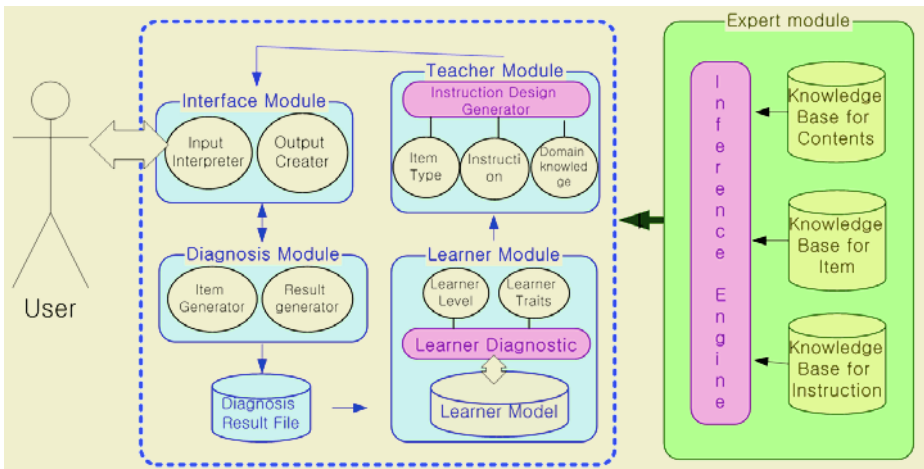 User
Interface Module
Input
Interpreter
Output
Creater
Diagnosis Module
Item
Generator
Result
generator
Diagnosis
Result File
Teacher Module
Instruction Design
Generator
Item
Type
Instructi
on
Domain
knowled
ge
Learner Module
Learner
Level
Learner
Traits
Learner Diagnostic
Learner Model
Expert module
Inference Engine
Knowledge
Base for
Contents
Knowledge
Base for
Item
Knowledge
Base for
Instruction